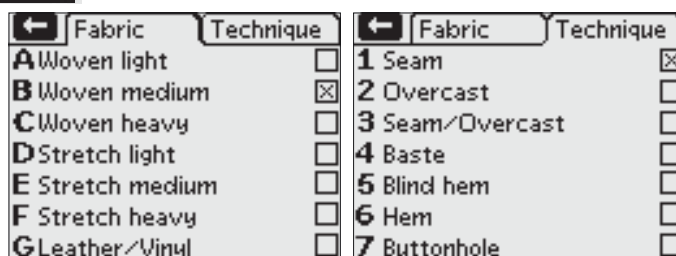 Fabric Technique
A Woven light
B Woven medium
C Woven heavy
D Stretch light
E Stretch medium
F Stretch heavy
G Leather/Vinyl
Fabric Technique
1 Seam
2 Overcast
3 Seam/Overcast
4 Baste
5 Blind hem
6 Hem
7 Buttonhole